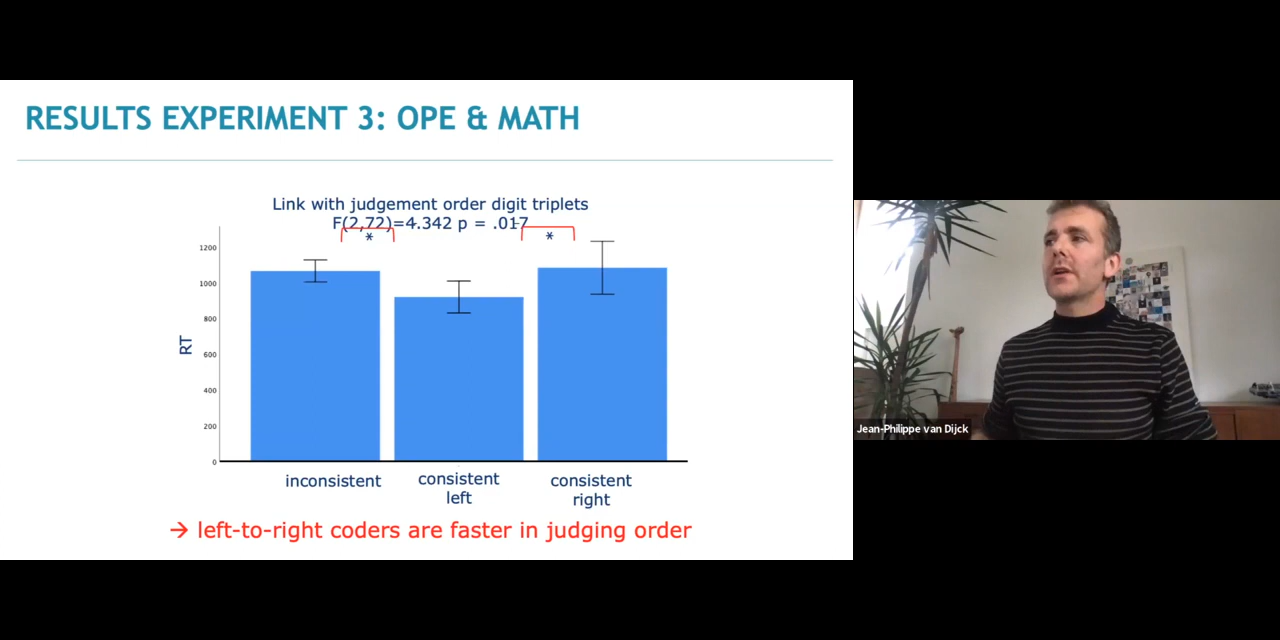 RESULTS EXPERIMENT 3: OPE & MATH
Link with judgement order digit triplets
F(2,72)=4.342 p = .017
*
*
1200
1000
800
600
400
200
0
RT
inconsistent
consistent
left
consistent
right
→ left-to-right coders are faster in judging order
Jean-Philippe van Dijck